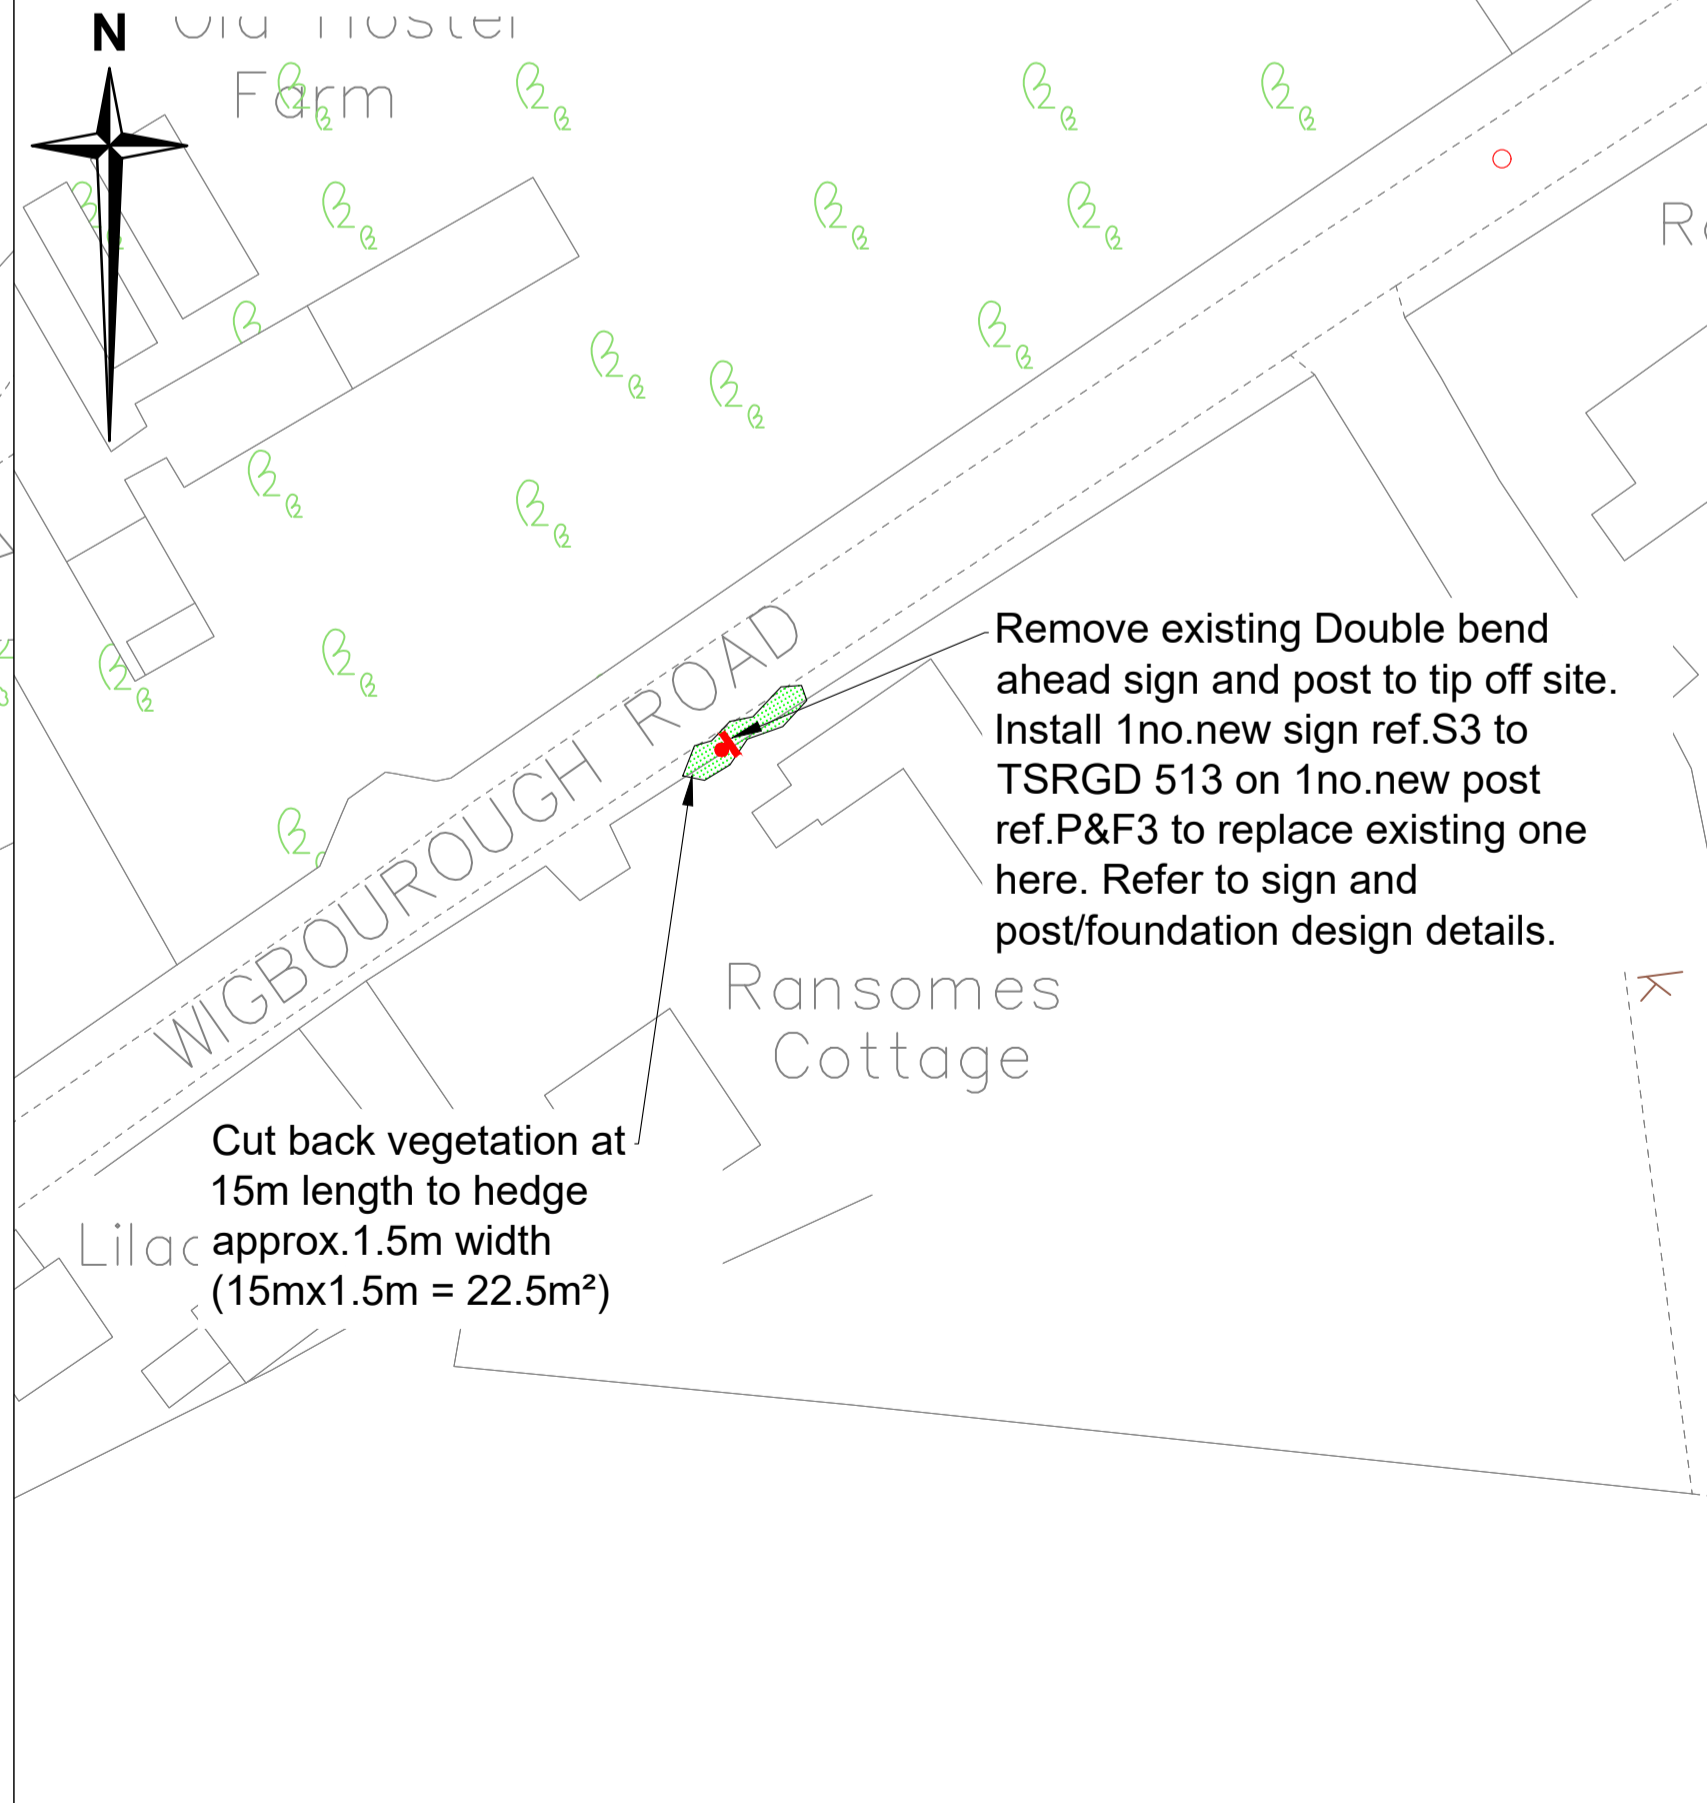 N
Farm
WIGBOUROUGH ROAD
Remove existing Double bend
ahead sign and post to tip off site.
Install 1no.new sign ref.S3 to
TSRGD 513 on 1no.new post
ref.P&F3 to replace existing one
here. Refer to sign and
post/foundation design details.
Ransomes
Cottage
Cut back vegetation at
15m length to hedge
approx.1.5m width
(15mx1.5m = 22.5m²)